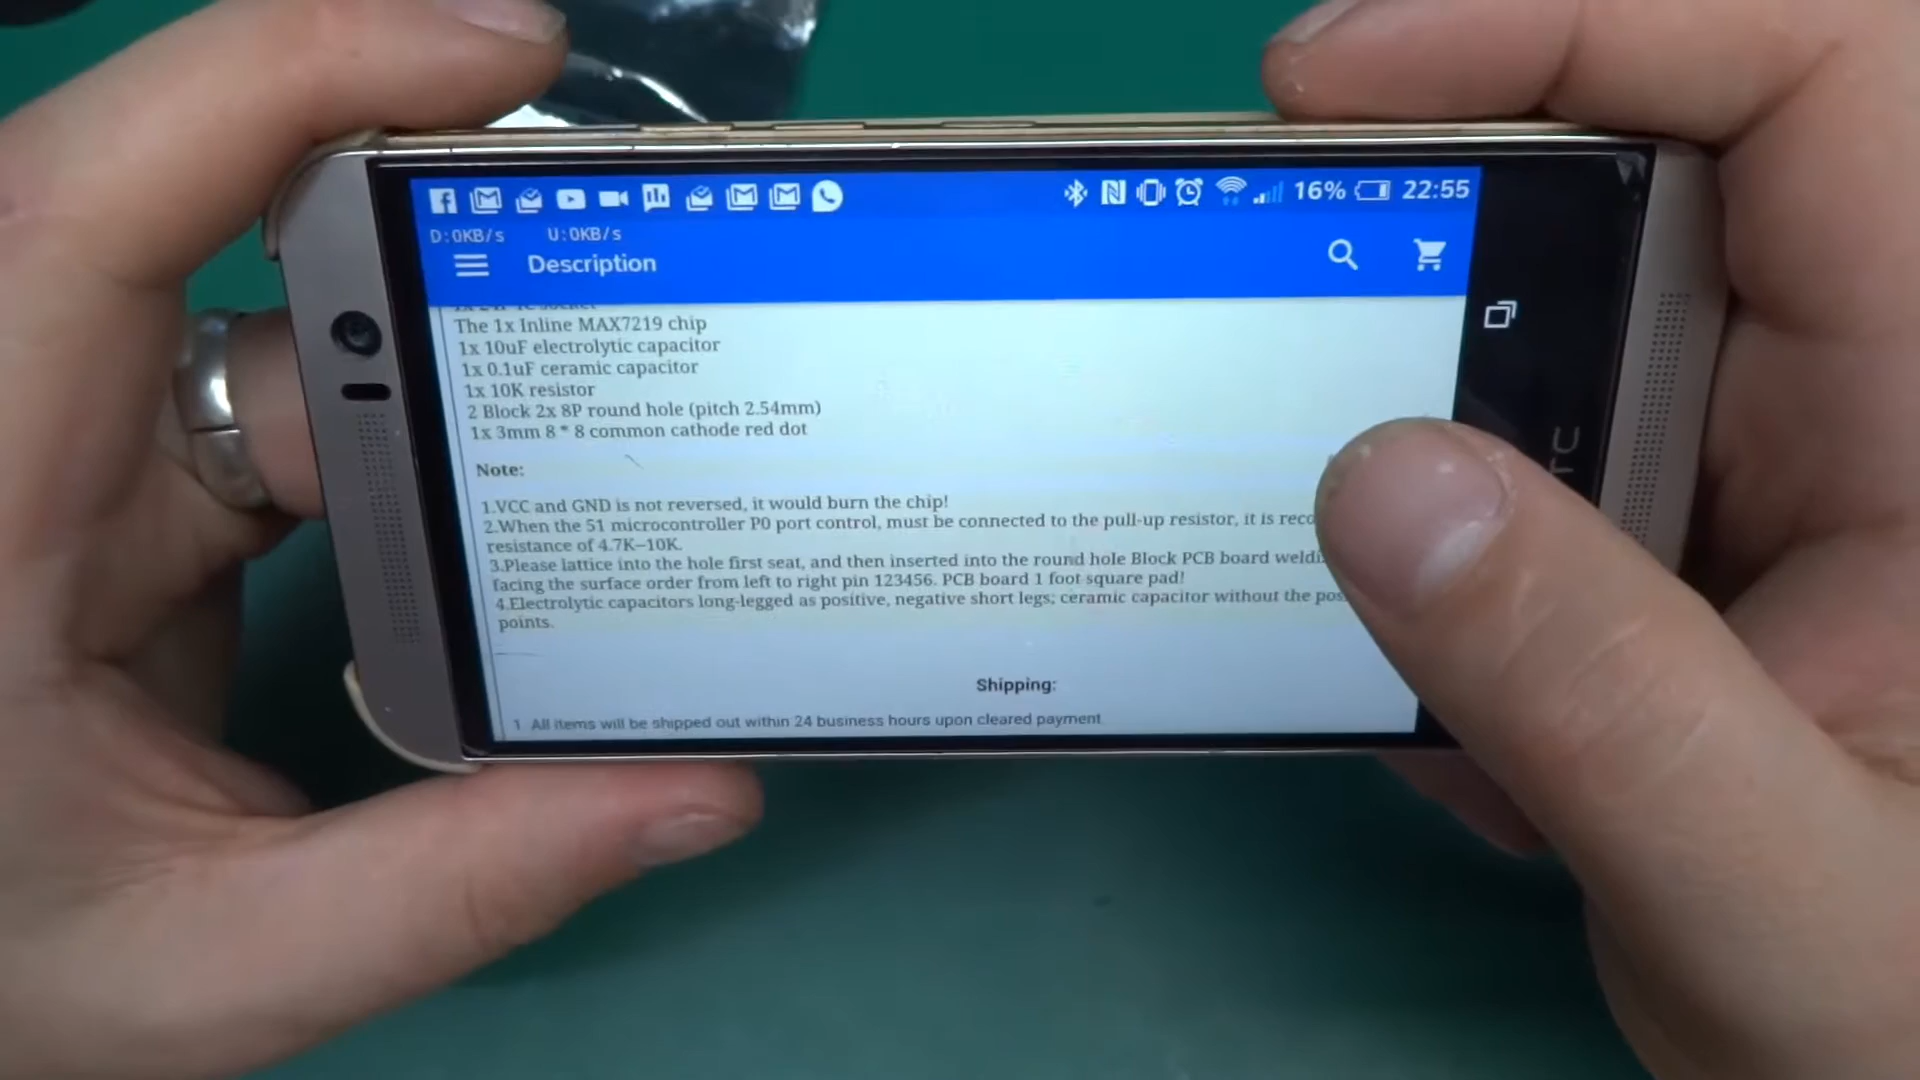 16% 22:55
D:0KB/s U:0KB/s
Description
The 1x Inline MAX7219 chip
1x 10uF electrolytic capacitor
1x 0.1uF ceramic capacitor
1x 10K resistor
2 Block 2x 8P round hole (pitch 2.54mm)
1x 3mm 8 * 8 common cathode red dot
Note:
1.VCC and GND is not reversed, it would burn the chip!
2.When the 51 microcontroller P0 port control, must be connected to the pull-up resistor, it is
resistance of 4.7K–10K.
3.Please lattice into the hole first seat, and then inserted into the round hole Block PCB board
facing the surface order from left to right pin 123456. PCB board 1 foot square pad!
4.Electrolytic capacitors long-legged as positive, negative short legs; ceramic capacitor without the
points.
Shipping:
1 All items will be shipped out within 24 business hours upon cleared payment